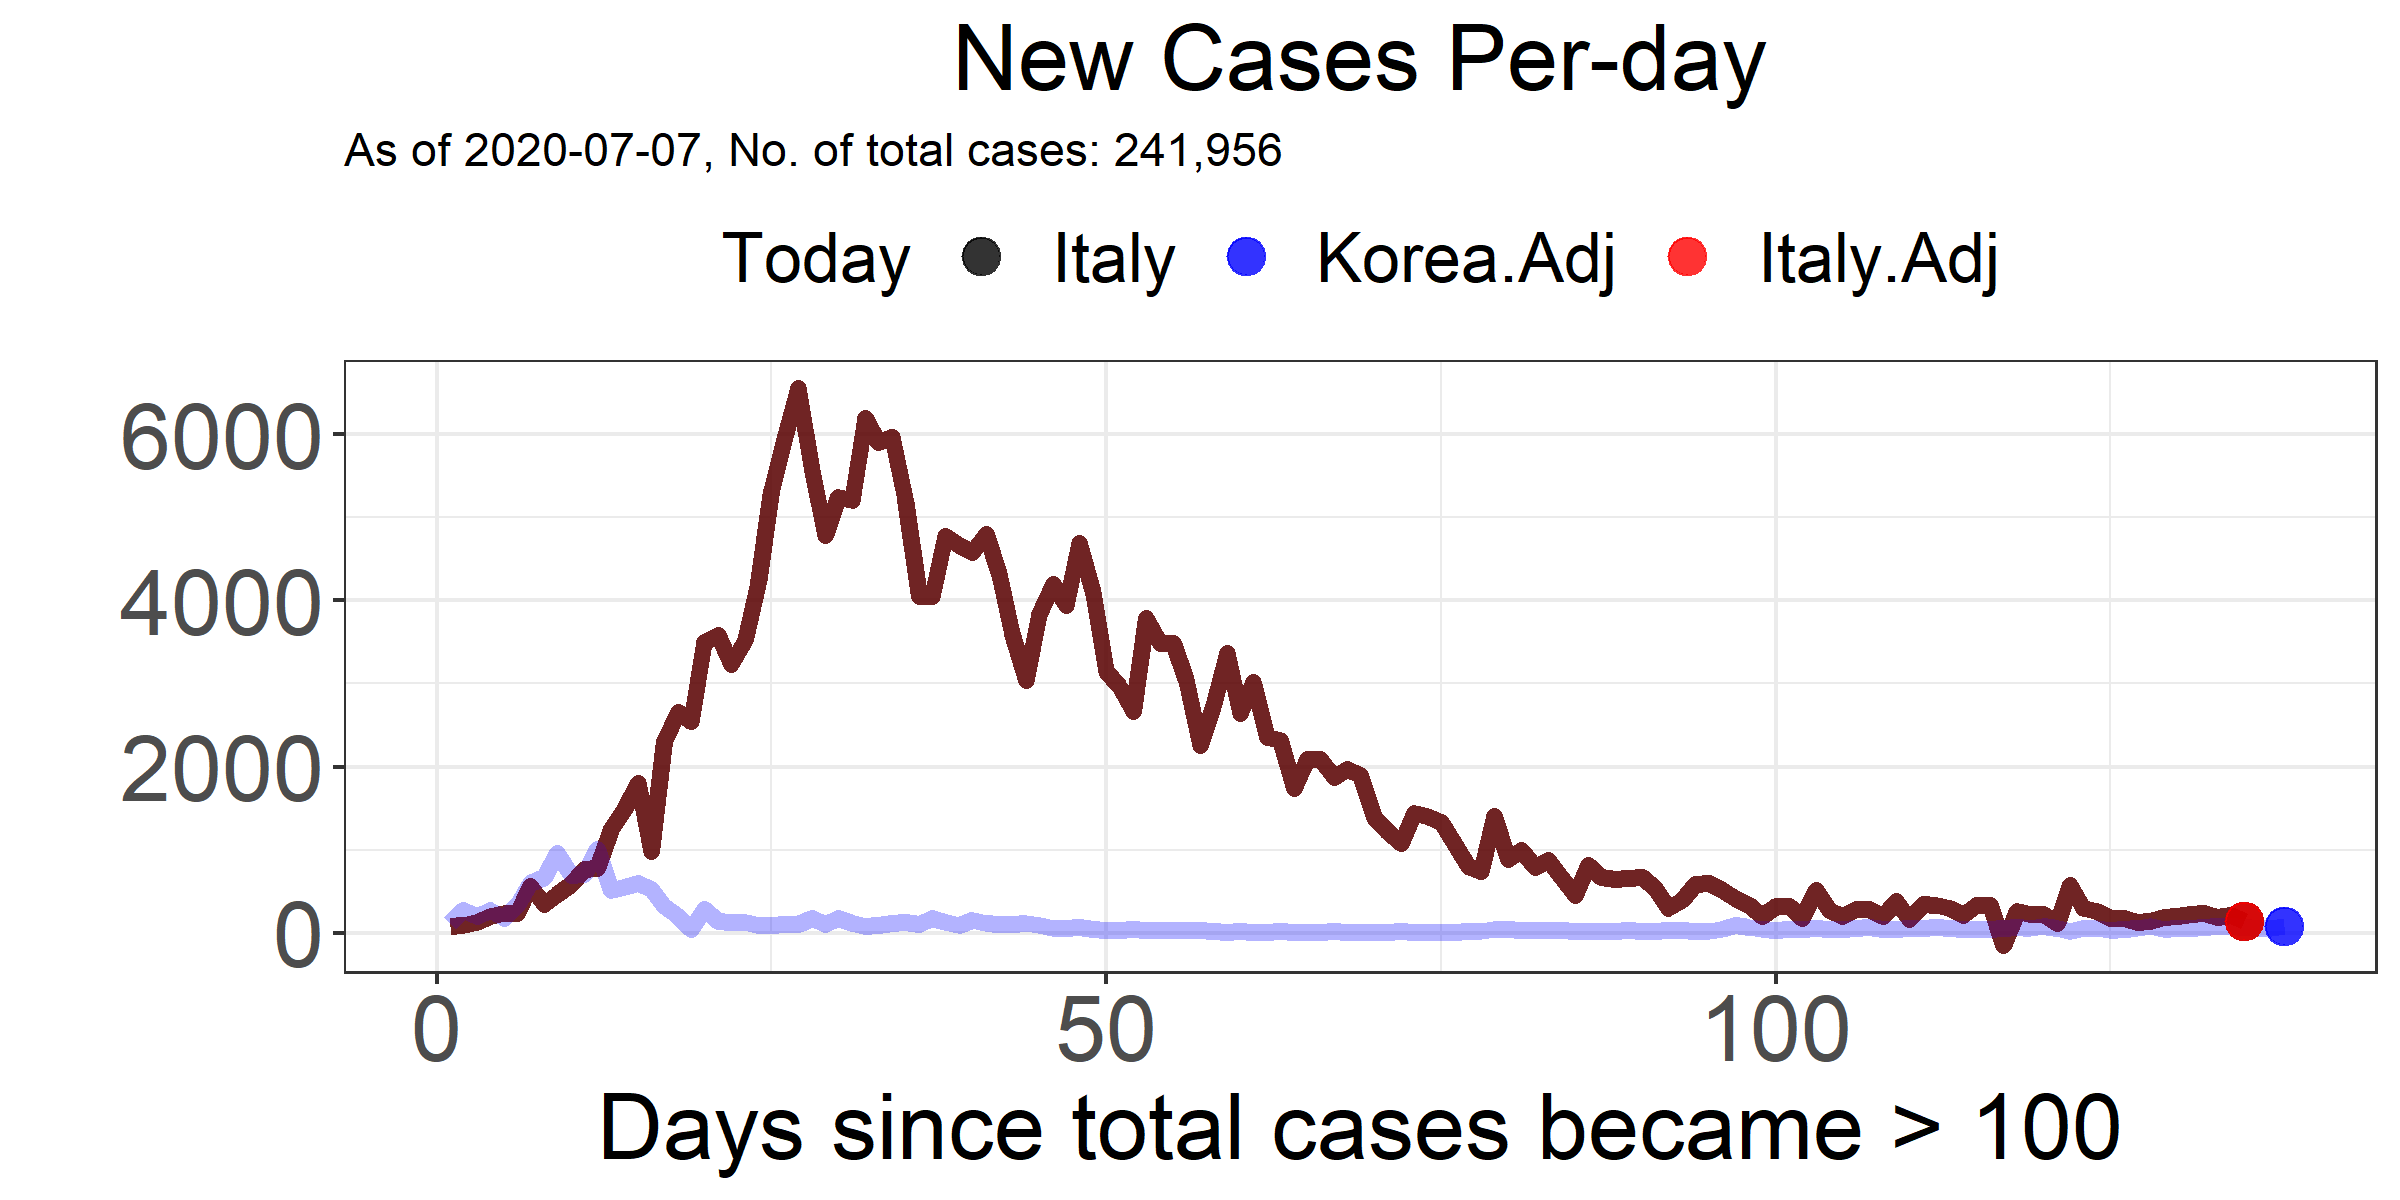 New Cases Per-day
As of 2020-07-07, No. of total cases: 241,956
Today Italy Korea.Adj Italy.Adj
6000
4000
2000
0
0 50 100
Days since total cases became > 100